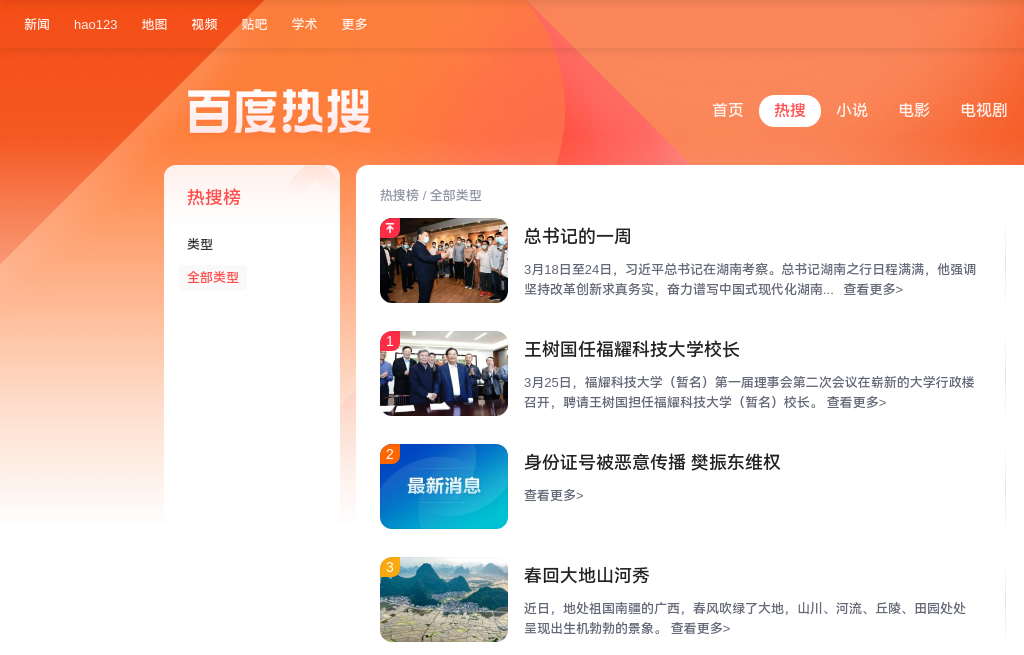 新闻 hao123 地图 视频 贴吧 学术 更多
百度热搜
首页 热搜 小说 电影 电视剧
热搜榜
类型
全部类型
热搜榜 / 全部类型
总书记的一周
3月18日至24日，习近平总书记在湖南考察。总书记湖南之行日程满满，他强调
坚持改革创新求真务实，奋力谱写中国式现代化湖南... 查看更多>
1
王树国任福耀科技大学校长
3月25日，福耀科技大学（暂名）第一届理事会第二次会议在崭新的大学行政楼
召开，聘请王树国担任福耀科技大学（暂名）校长。 查看更多>
2
最新消息
身份证号被恶意传播 樊振东维权
查看更多>
3
春回大地山河秀
近日，地处祖国南疆的广西，春风吹绿了大地，山川、河流、丘陵、田园处处
呈现出生机勃勃的景象。 查看更多>